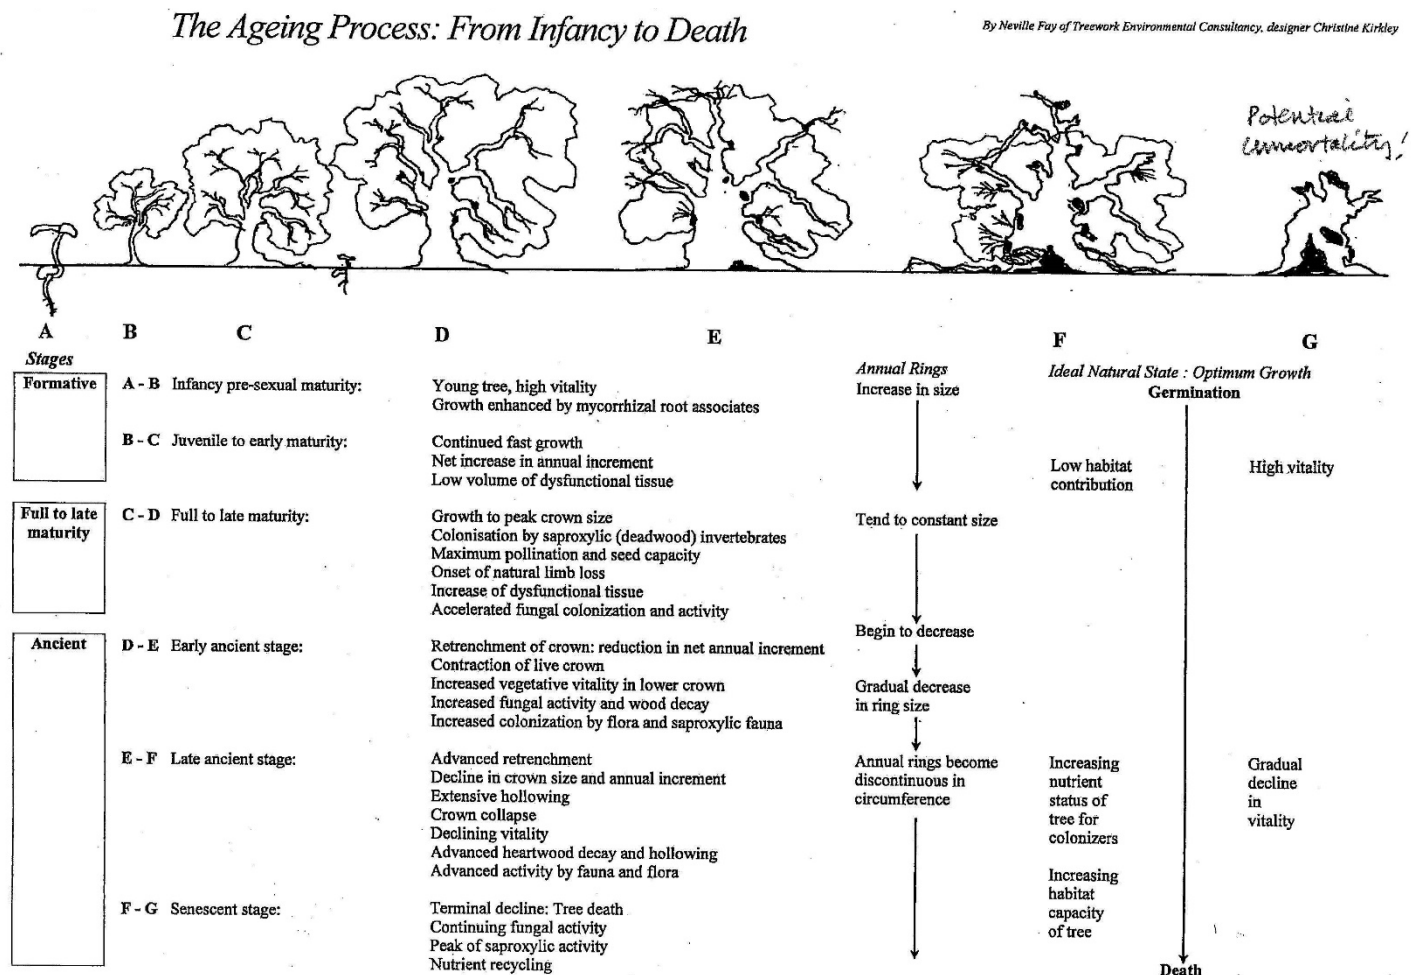 The Ageing Process: From Infancy to Death
By Neville Fay of Treework Environmental Consultancy, designer Christine Kirkley
Potential
immortality!
A B C D E F G
Stages
Formative
A - B Infancy pre-sexual maturity:
Young tree, high vitality
Growth enhanced by mycorrhizal root associates
B - C Juvenile to early maturity:
Continued fast growth
Net increase in annual increment
Low volume of dysfunctional tissue
Full to late
maturity
C - D Full to late maturity:
Growth to peak crown size
Colonisation by saproxylic (deadwood) invertebrates
Maximum pollination and seed capacity
Onset of natural limb loss
Increase of dysfunctional tissue
Accelerated fungal colonization and activity
Ancient
D - E Early ancient stage:
Retrenchment of crown: reduction in net annual increment
Contraction of live crown
Increased vegetative vitality in lower crown
Increased fungal activity and wood decay
Increased colonization by flora and saproxylic fauna
E - F Late ancient stage:
Advanced retrenchment
Decline in crown size and annual increment
Extensive hollowing
Crown collapse
Declining vitality
Advanced heartwood decay and hollowing
Advanced activity by fauna and flora
F - G Senescent stage:
Terminal decline: Tree death
Continuing fungal activity
Peak of saproxylic activity
Nutrient recycling
Annual Rings
Increase in size
Tend to constant size
Begin to decrease
Gradual decrease
in ring size
Annual rings become
discontinuous in
circumference
Ideal Natural State : Optimum Growth
Germination
Low habitat
contribution
High vitality
Increasing
nutrient
status of
tree for
colonizers
Gradual
decline
in
vitality
Increasing
habitat
capacity
of tree
Death